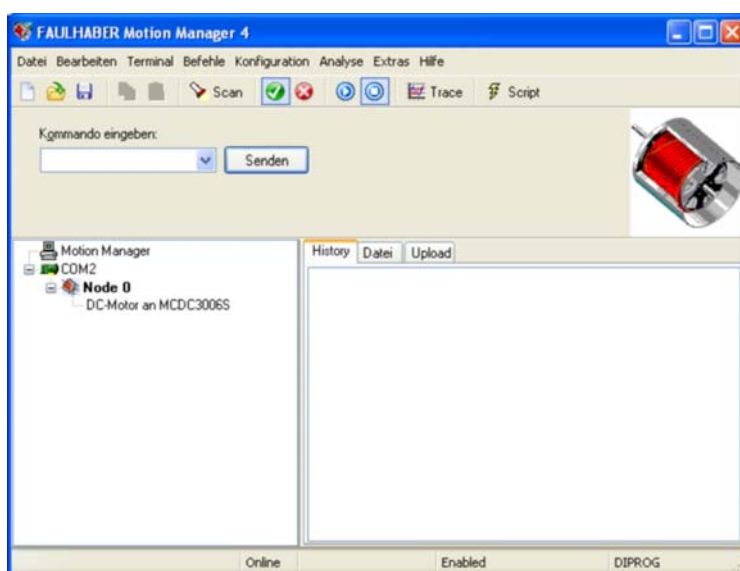 FAULHABER Motion Manager 4
Datei Bearbeiten Terminal Befehle Konfiguration Analyse Extras Hilfe
Scan Trace Script
Kommando eingeben:
Senden
Motion Manager
COM2
Node 0
DC-Motor an MCDC3006S
History Datei Upload
Online Enabled DIPROG